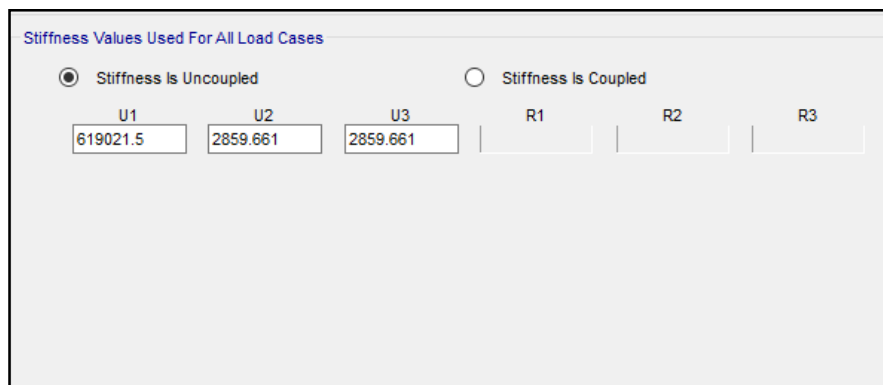 Stiffness Values Used For All Load Cases
Stiffness Is Uncoupled Stiffness Is Coupled
U1 U2 U3 R1 R2 R3
619021.5 2859.661 2859.661